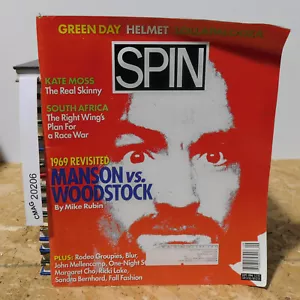 GREEN DAY HELMET
SPIN
KATE MOSS
The Real Skinny
SOUTH AFRICA
The Right Wing's
Plan For
a Race War
1969 REVISITED
MANSON vs.
WOODSTOCK
By Mike Rubin
PLUS: Rodeo Groupies, Blur,
John Mellencamp, One-Night
Margaret Cho, Ricki Lake,
Sandra Bernhard, Fall Fashion
CMAG 20206